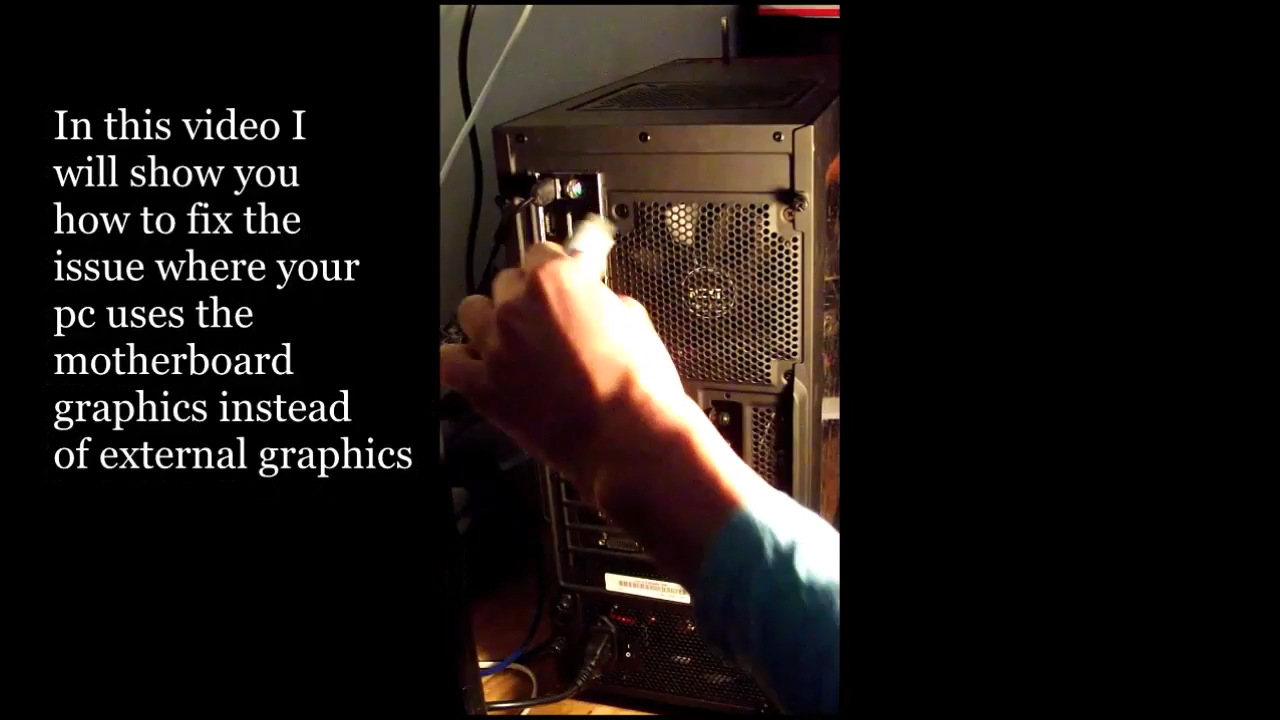 In this video I
will show you
how to fix the
issue where your
pc uses the
motherboard
graphics instead
of external graphics
NZXT